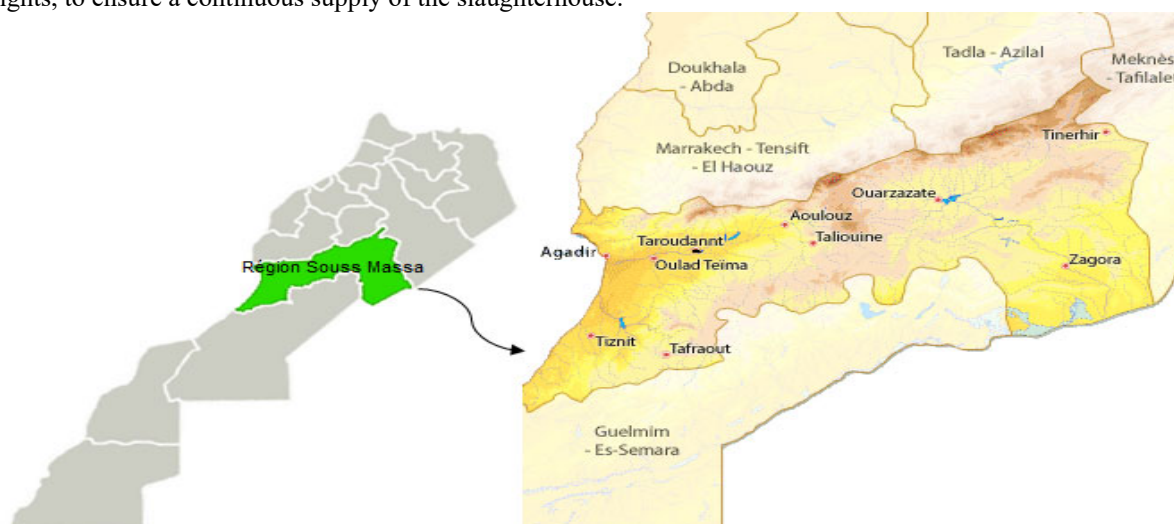 ights, to ensure a continuous supply of the slaughterhouse.
Région Souss Massa
Doukhala
- Abda
Tadla - Azilal
Meknès
- Tafilalet
Marrakech - Tensift
- El Haouz
Tinerhir
Ouarzazate
Aoulouz
Taliouine
Taroudannt
Agadir
Oulad Teïma
Zagora
Tiznit
Tafraout
Guelmim
- Es-Semara